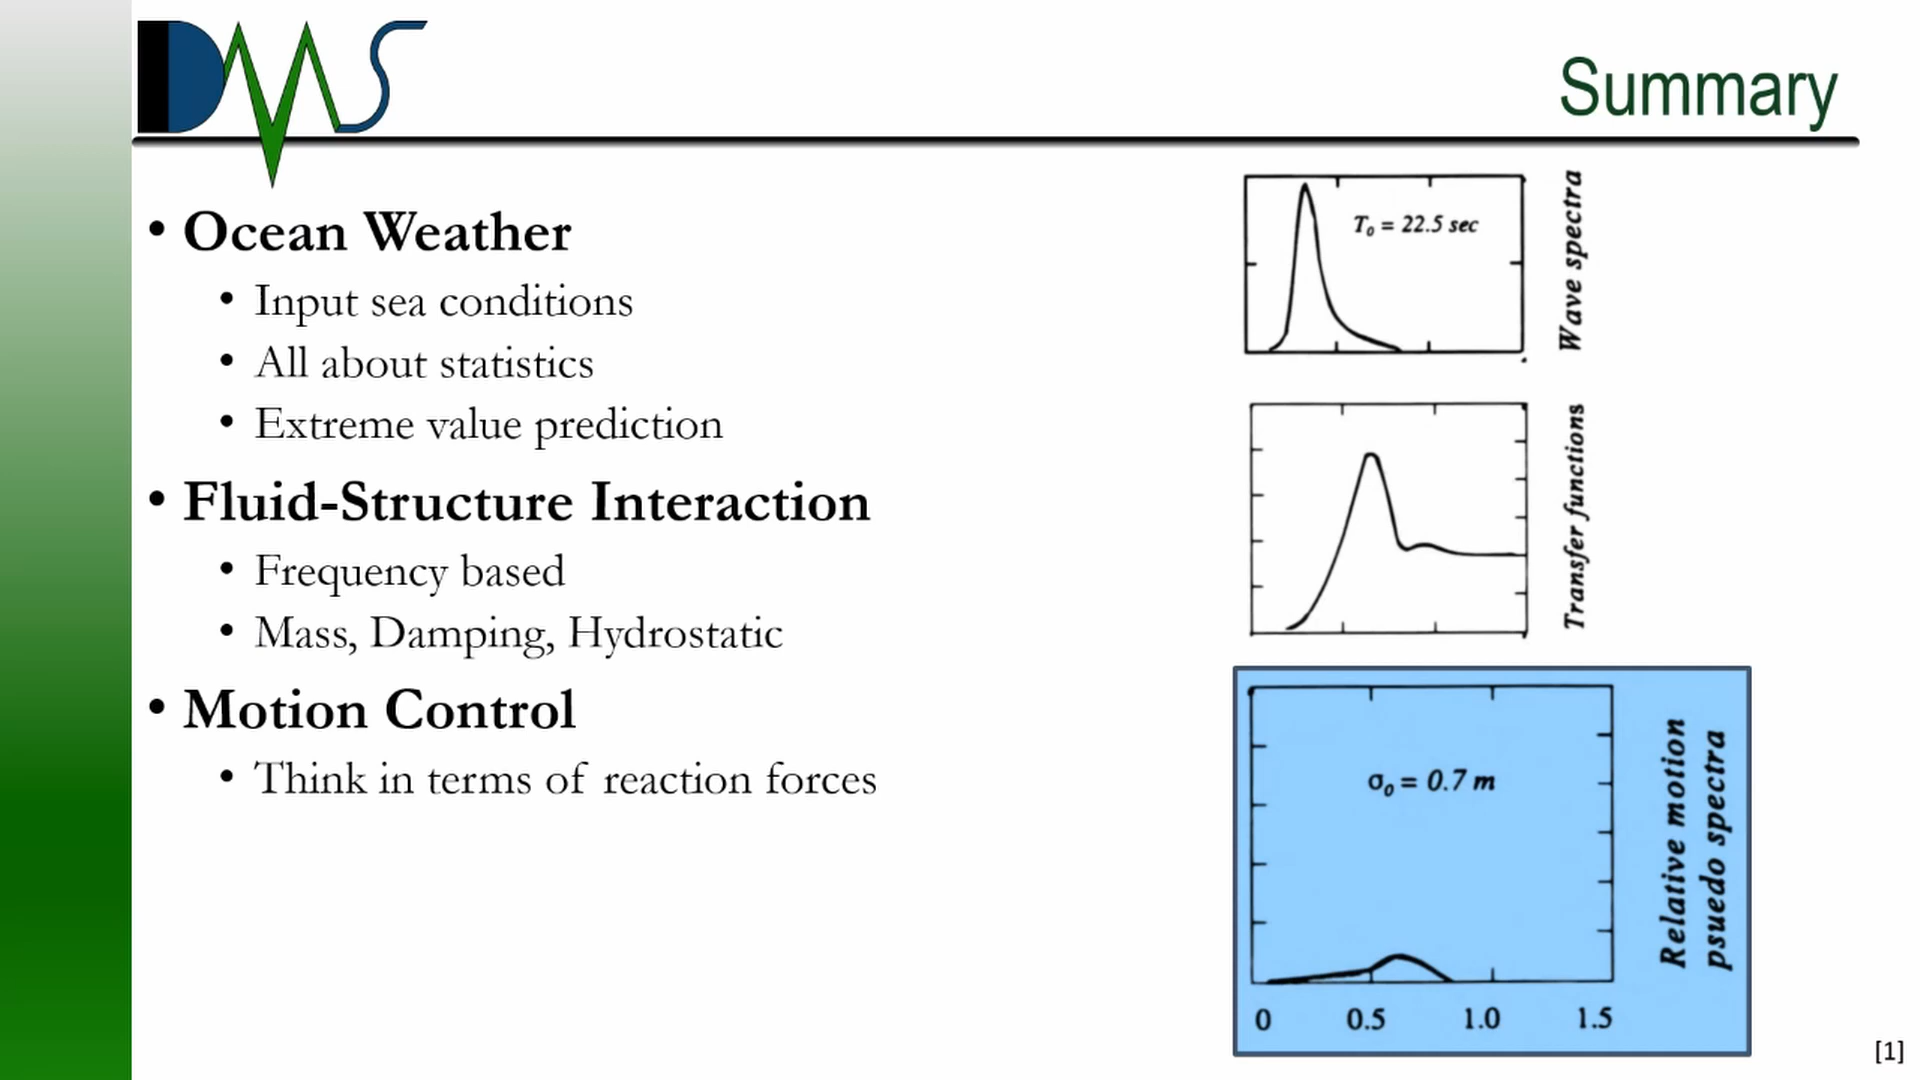 DMS
Summary
• Ocean Weather
• Input sea conditions
• All about statistics
• Extreme value prediction
• Fluid-Structure Interaction
• Frequency based
• Mass, Damping, Hydrostatic
• Motion Control
• Think in terms of reaction forces
T₀ = 22.5 sec
Wave spectra
Transfer functions
σ₀ = 0.7 m
Relative motion
psuedo spectra
0 0.5 1.0 1.5
[1]